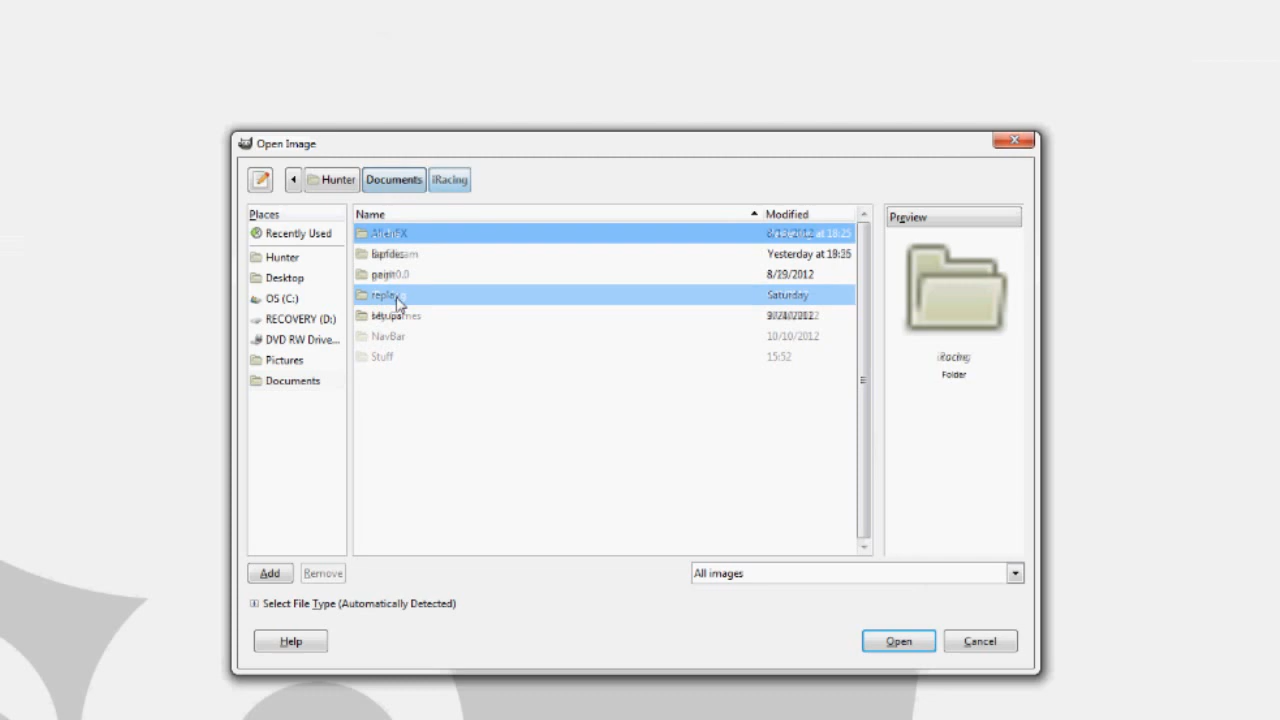 Open Image
Hunter Documents iRacing
Places Name Modified Preview
Recently Used
Hunter Yesterday at 19:35
Desktop 8/29/2012
OS (C:) Saturday
RECOVERY (D:)
DVD RW Drive... NavBar 10/10/2012
Pictures Stuff 15:52 iRacing
Documents Folder
Add Remove All images
Select File Type (Automatically Detected)
Help Open Cancel